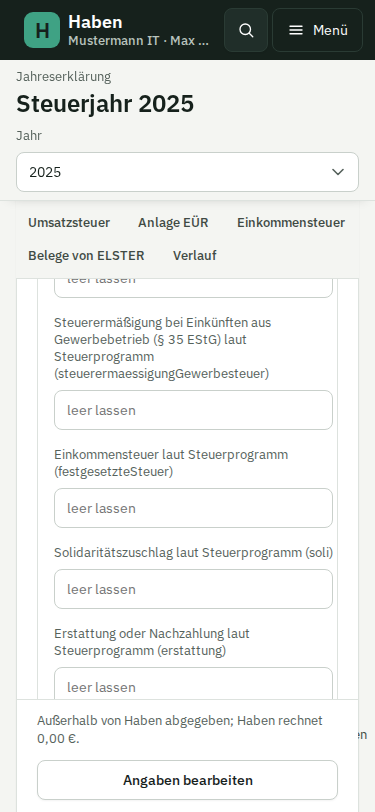 H
Haben
Mustermann IT · Max ...
Menü
Jahreserklärung
Steuerjahr 2025
Jahr
2025
Umsatzsteuer Anlage EÜR Einkommensteuer
Belege von ELSTER Verlauf
leer lassen
Steuerermäßigung bei Einkünften aus
Gewerbebetrieb (§ 35 EStG) laut
Steuerprogramm
(steuermaessigungGewerbesteuer)
leer lassen
Einkommensteuer laut Steuerprogramm
(festgesetzteSteuer)
leer lassen
Solidaritätszuschlag laut Steuerprogramm (soli)
leer lassen
Erstattung oder Nachzahlung laut
Steuerprogramm (erstattung)
leer lassen
Außerhalb von Haben abgegeben; Haben rechnet
0,00 €.
en
Angaben bearbeiten